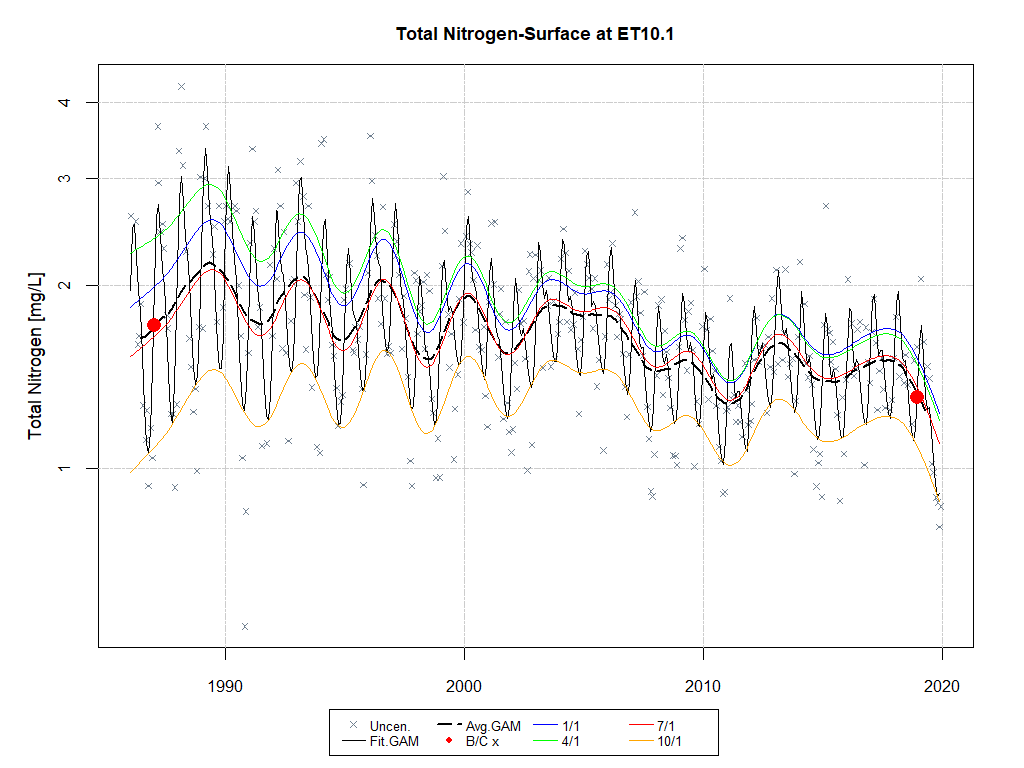 Total Nitrogen-Surface at ET10.1
Total Nitrogen [mg/L]
4
3
2
1
1990
2000
2010
2020
Uncen. Avg.GAM 1/1 7/1
Fit.GAM B/C x 4/1 10/1